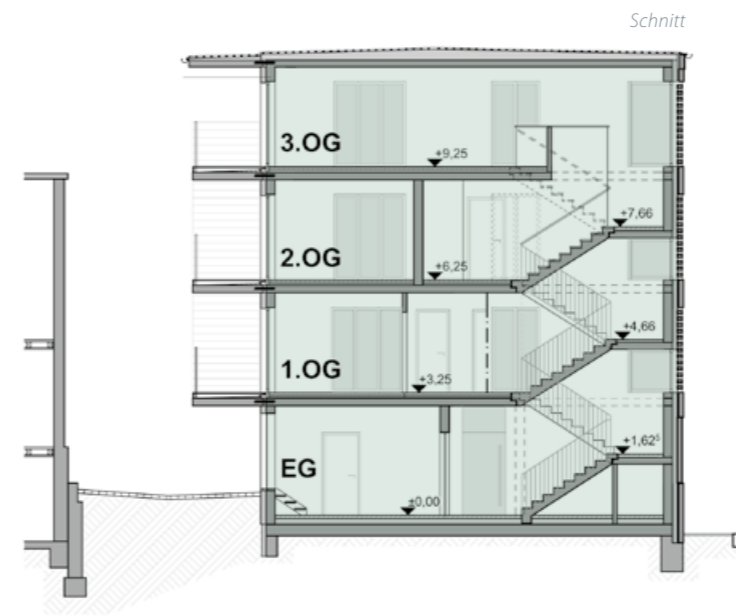 Schnitt
3.OG
+9,25
+7,66
2.OG
+6,25
+4,66
1.OG
+3,25
+1,62⁵
EG
±0,00